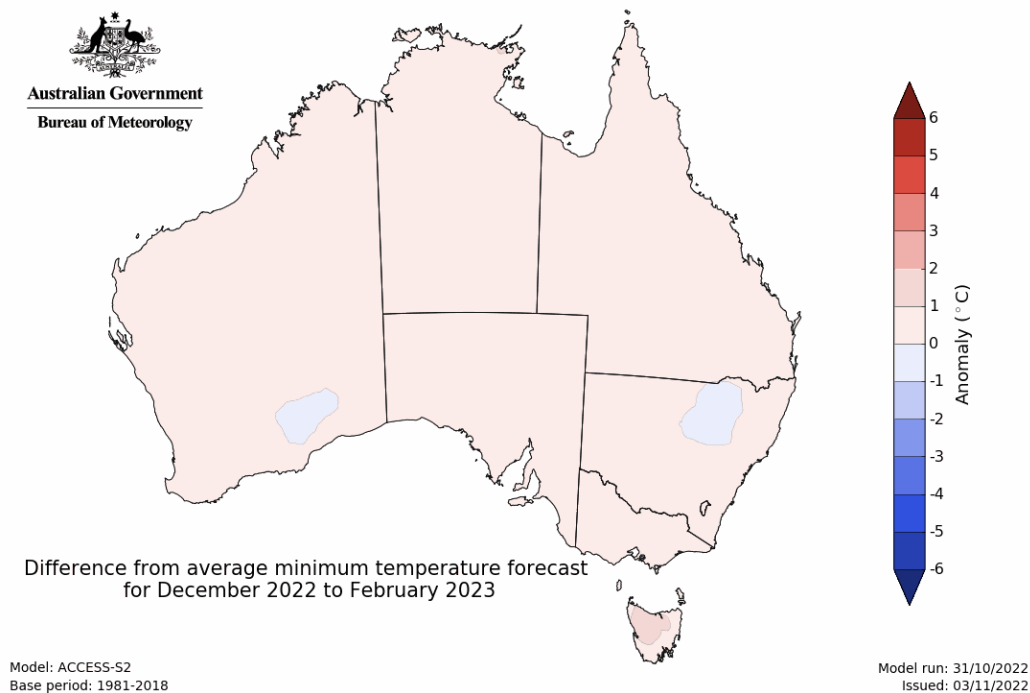 Australian Government
Bureau of Meteorology
6
5
4
3
2
1
0
-1
-2
-3
-4
-5
-6
Anomaly (°C)
Difference from average minimum temperature forecast
for December 2022 to February 2023
Model: ACCESS-S2
Base period: 1981-2018
Model run: 31/10/2022
Issued: 03/11/2022